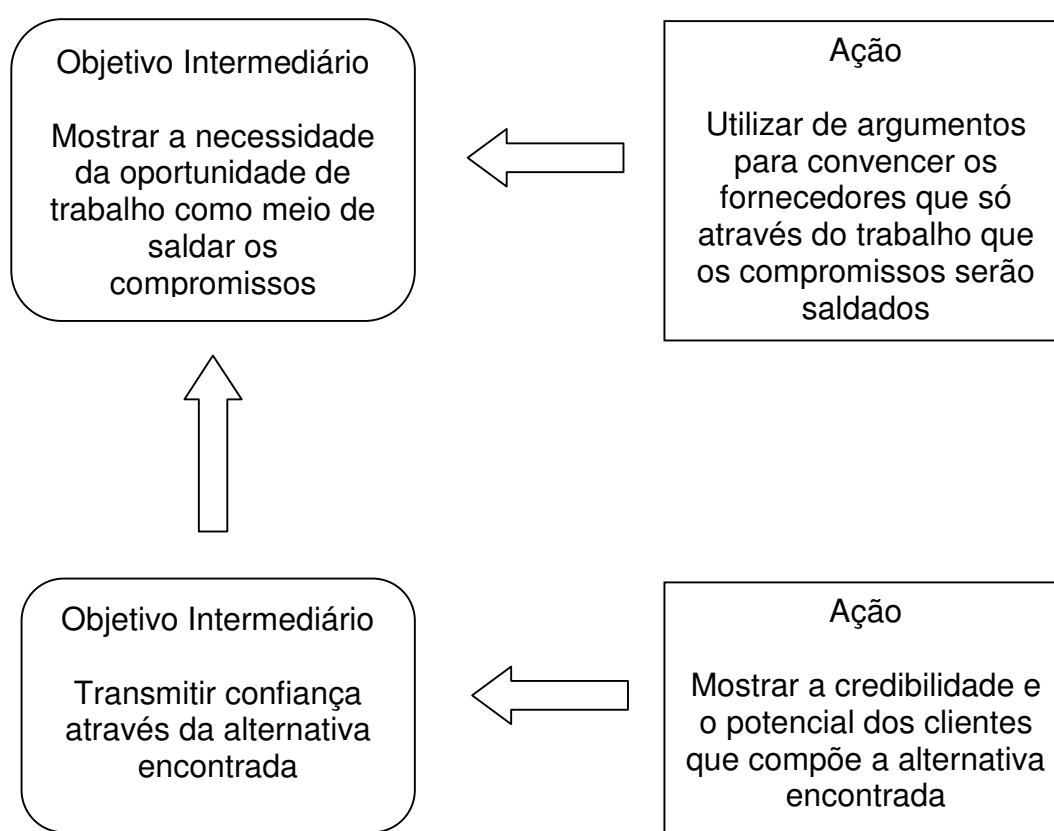 Objetivo Intermediário
Mostrar a necessidade
da oportunidade de
trabalho como meio de
saldar os
compromissos
Ação
Utilizar de argumentos
para convencer os
fornecedores que só
através do trabalho que
os compromissos serão
saldados
Objetivo Intermediário
Transmitir confiança
através da alternativa
encontrada
Ação
Mostrar a credibilidade e
o potencial dos clientes
que compõe a alternativa
encontrada